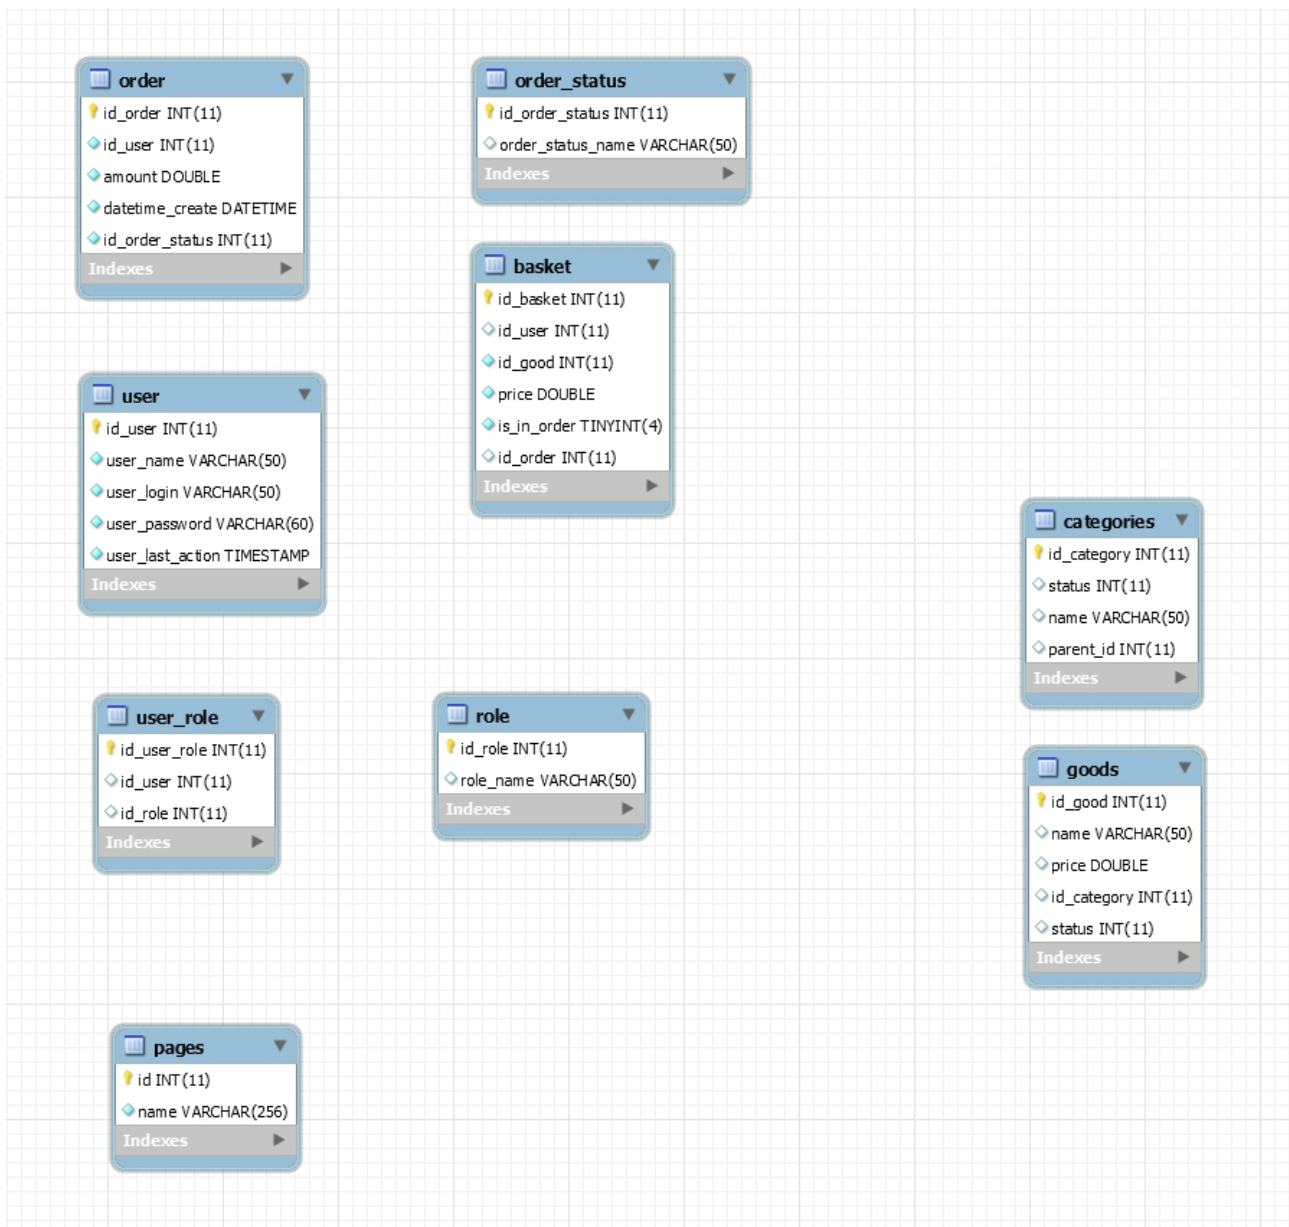 order
id_order INT(11)
id_user INT(11)
amount DOUBLE
datetime_create DATETIME
id_order_status INT(11)
Indexes
order_status
id_order_status INT(11)
order_status_name VARCHAR(50)
Indexes
basket
id_basket INT(11)
id_user INT(11)
id_good INT(11)
price DOUBLE
is_in_order TINYINT(4)
id_order INT(11)
Indexes
user
id_user INT(11)
user_name VARCHAR(50)
user_login VARCHAR(50)
user_password VARCHAR(60)
user_last_action TIMESTAMP
Indexes
categories
id_category INT(11)
status INT(11)
name VARCHAR(50)
parent_id INT(11)
Indexes
user_role
id_user_role INT(11)
id_user INT(11)
id_role INT(11)
Indexes
role
id_role INT(11)
role_name VARCHAR(50)
Indexes
goods
id_good INT(11)
name VARCHAR(50)
price DOUBLE
id_category INT(11)
status INT(11)
Indexes
pages
id INT(11)
name VARCHAR(256)
Indexes